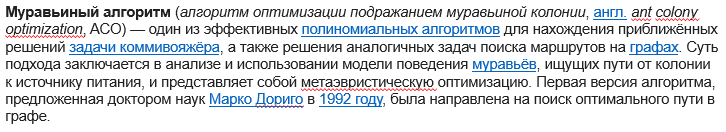 Муравьиный алгоритм (алгоритм оптимизации подражанием муравьиной колонии, англ. ant colony
optimization, ACO) — один из эффективных полиномиальных алгоритмов для нахождения приближённых
решений задачи коммивояжёра, а также решения аналогичных задач поиска маршрутов на графах. Суть
подхода заключается в анализе и использовании модели поведения муравьёв, ищущих пути от колонии
к источнику питания, и представляет собой метаэвристическую оптимизацию. Первая версия алгоритма,
предложенная доктором наук Марко Дориго в 1992 году, была направлена на поиск оптимального пути в
графе.